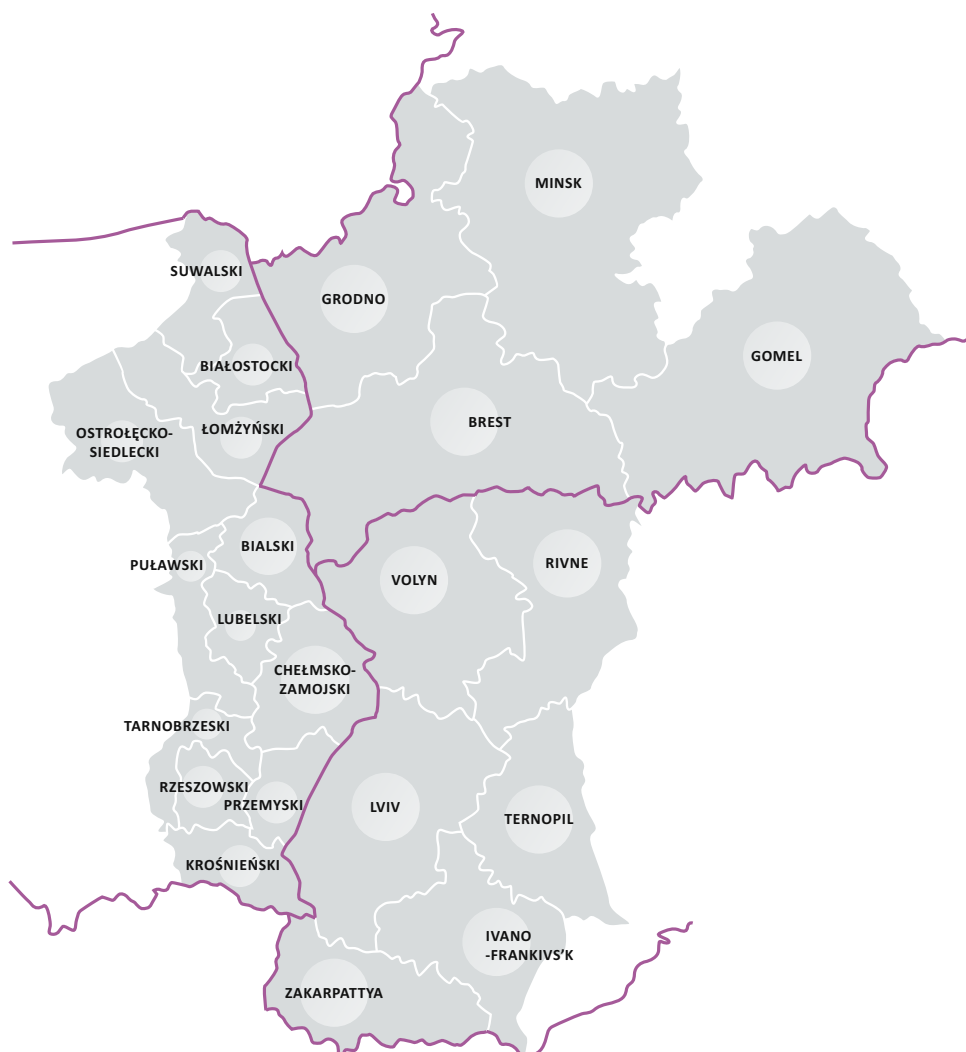 MINSK
SUWALSKI
GRODNO
GOMEL
BIAŁOSTOCKI
BREST
ŁOMŻYŃSKI
OSTROŁĘCKO-
SIEDLECKI
BIALSKI
PUŁAWSKI
RIVNE
VOLYN
LUBELSKI
CHEŁMSKO-
ZAMOJSKI
TARNOBRZESKI
RZESZOWSKI
PRZEMYSKI
LVIV
TERNOPIL
KROŚNIEŃSKI
IVANO
-FRANKIVS’K
ZAKARPATTYA